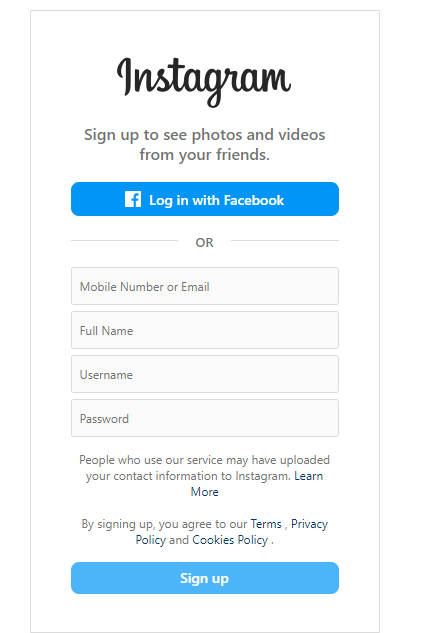 Instagram
Sign up to see photos and videos
from your friends.
Log in with Facebook
OR
Mobile Number or Email
Full Name
Username
Password
People who use our service may have uploaded
your contact information to Instagram. Learn
More
By signing up, you agree to our Terms , Privacy
Policy and Cookies Policy .
Sign up